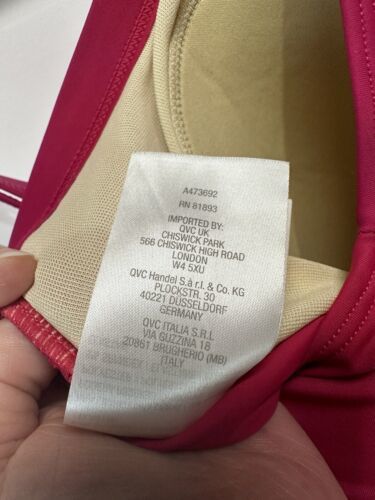 A473692
RN 81893
IMPORTED BY:
QVC UK
CHISWICK PARK
566 CHISWICK HIGH ROAD
LONDON
W4 5XU
QVC Handel S.à r.l. & Co. KG
PLOCKSTR. 30
40221 DÜSSELDORF
GERMANY
QVC ITALIA S.R.L
VIA GUZZINA 18
20861 BRUGHERIO (MB)
ITALY